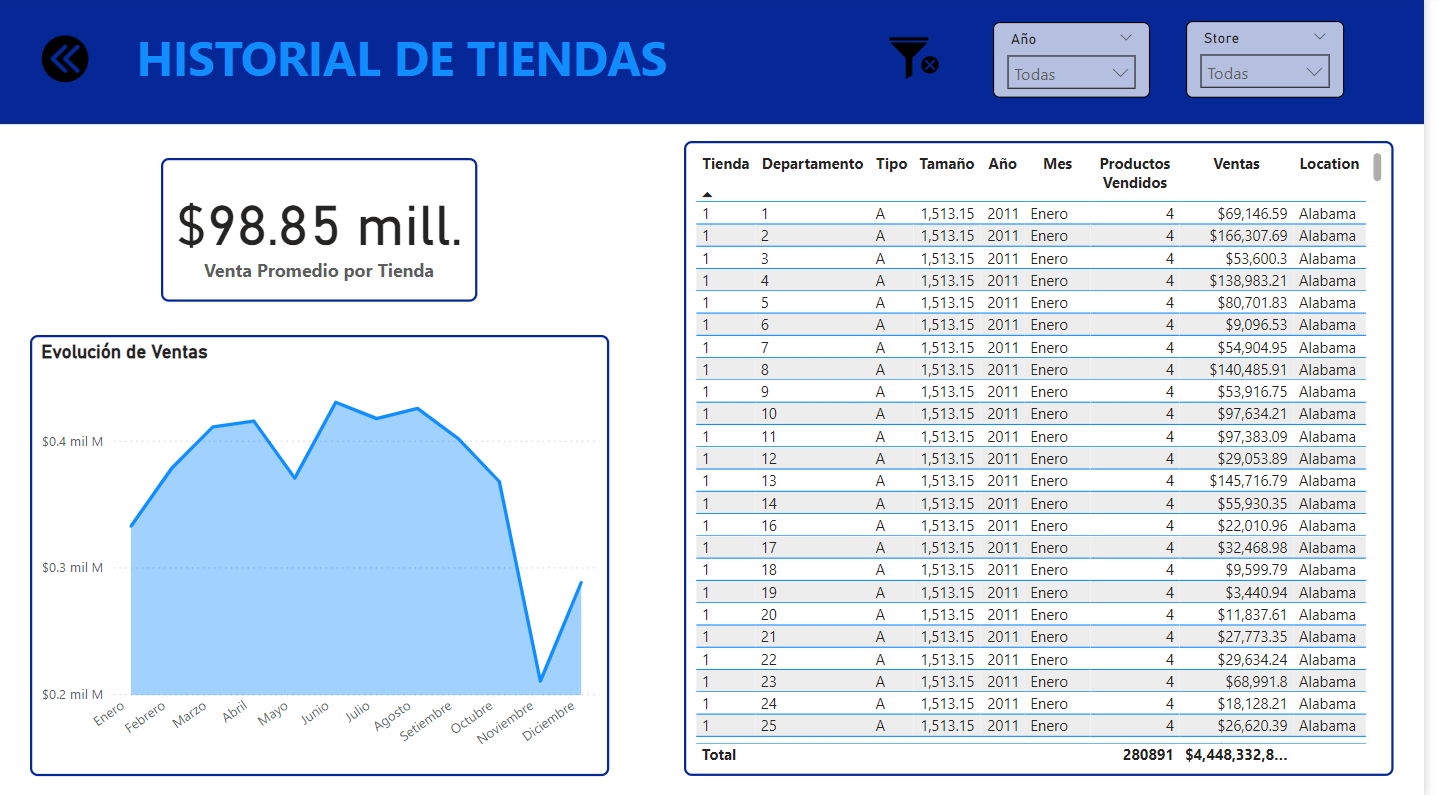 HISTORIAL DE TIENDAS
Año
Todas
Store
Todas
$98.85 mill.
Venta Promedio por Tienda
Evolución de Ventas
$0.4 mil M
$0.3 mil M
$0.2 mil M
Enero
Febrero
Marzo
Abril
Mayo
Junio
Julio
Agosto
Setiembre
Octubre
Noviembre
Diciembre
Tienda Departamento Tipo Tamaño Año Mes Productos Vendidos Ventas Location
1 1 A 1,513.15 2011 Enero 4 $69,146.59 Alabama
1 2 A 1,513.15 2011 Enero 4 $166,307.69 Alabama
1 3 A 1,513.15 2011 Enero 4 $53,600.3 Alabama
1 4 A 1,513.15 2011 Enero 4 $138,983.21 Alabama
1 5 A 1,513.15 2011 Enero 4 $80,701.83 Alabama
1 6 A 1,513.15 2011 Enero 4 $9,096.53 Alabama
1 7 A 1,513.15 2011 Enero 4 $54,904.95 Alabama
1 8 A 1,513.15 2011 Enero 4 $140,485.91 Alabama
1 9 A 1,513.15 2011 Enero 4 $53,916.75 Alabama
1 10 A 1,513.15 2011 Enero 4 $97,634.21 Alabama
1 11 A 1,513.15 2011 Enero 4 $97,383.09 Alabama
1 12 A 1,513.15 2011 Enero 4 $29,053.89 Alabama
1 13 A 1,513.15 2011 Enero 4 $145,716.79 Alabama
1 14 A 1,513.15 2011 Enero 4 $55,930.35 Alabama
1 16 A 1,513.15 2011 Enero 4 $22,010.96 Alabama
1 17 A 1,513.15 2011 Enero 4 $32,468.98 Alabama
1 18 A 1,513.15 2011 Enero 4 $9,599.79 Alabama
1 19 A 1,513.15 2011 Enero 4 $3,440.94 Alabama
1 20 A 1,513.15 2011 Enero 4 $11,837.61 Alabama
1 21 A 1,513.15 2011 Enero 4 $27,773.35 Alabama
1 22 A 1,513.15 2011 Enero 4 $29,634.24 Alabama
1 23 A 1,513.15 2011 Enero 4 $68,991.8 Alabama
1 24 A 1,513.15 2011 Enero 4 $18,128.21 Alabama
1 25 A 1,513.15 2011 Enero 4 $26,620.39 Alabama
Total 280891 $4,448,332,8...